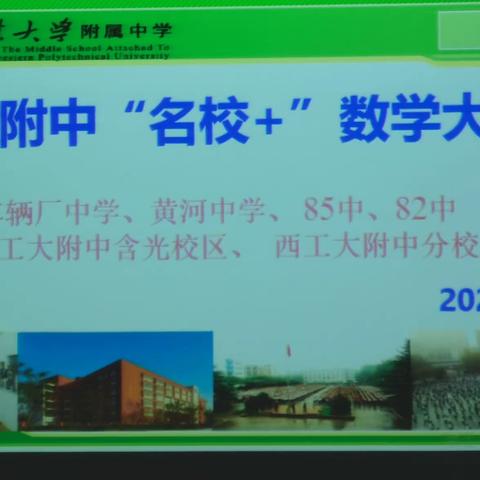 業大学附属中学
The Middle School Attached To
Western Polytechnical University
附中“名校+”数学大
辆厂中学、黄河中学、85中、82中
工大附中含光校区、西工大附中分校
202